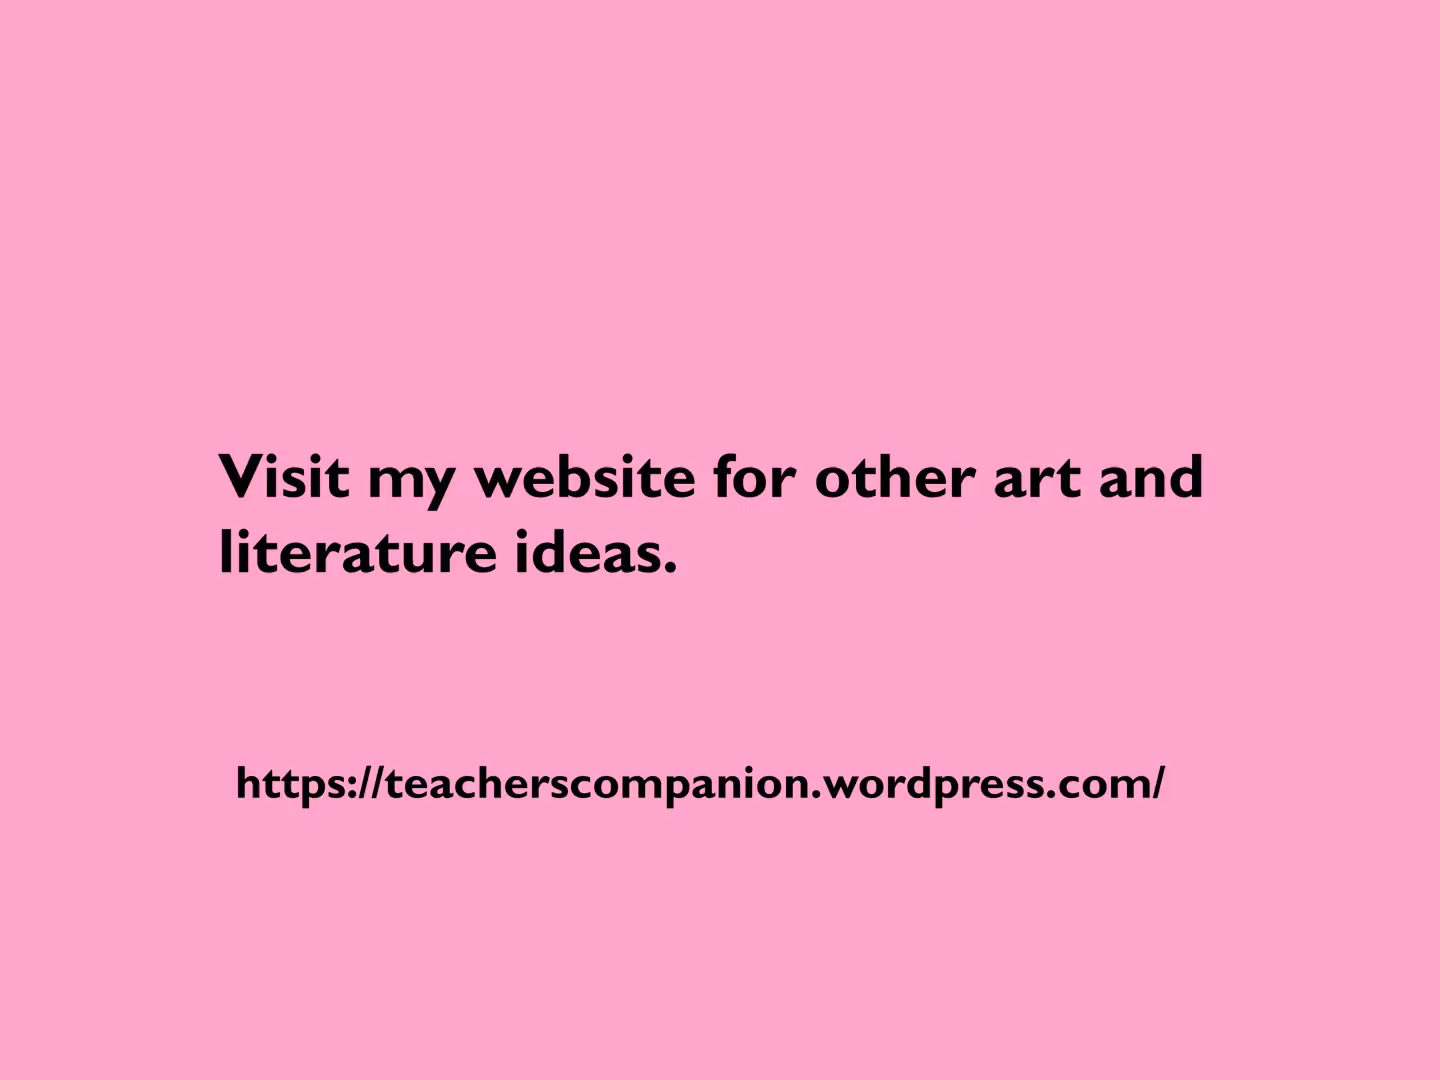 Visit my website for other art and
literature ideas.
https://teacherscompanion.wordpress.com/